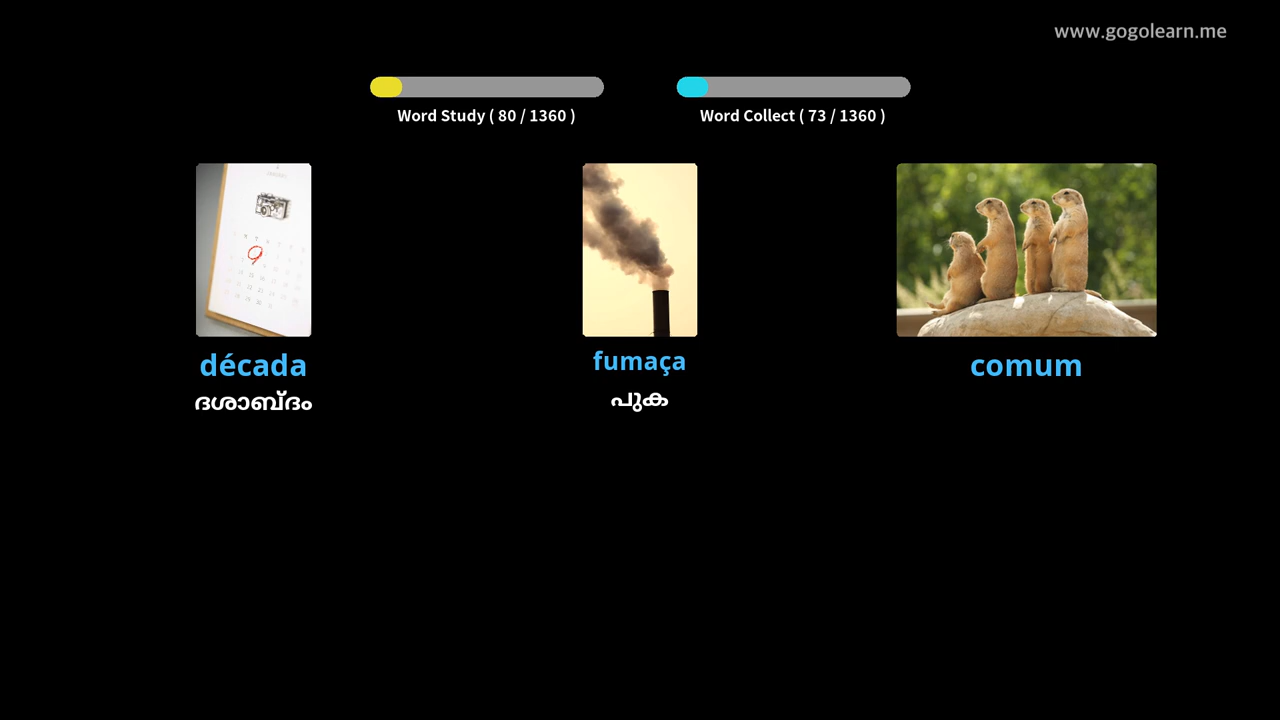 www.gogolearn.me
Word Study ( 80 / 1360 )
Word Collect ( 73 / 1360 )
década
fumaça
comum
ദശാബ്ദം
പുക